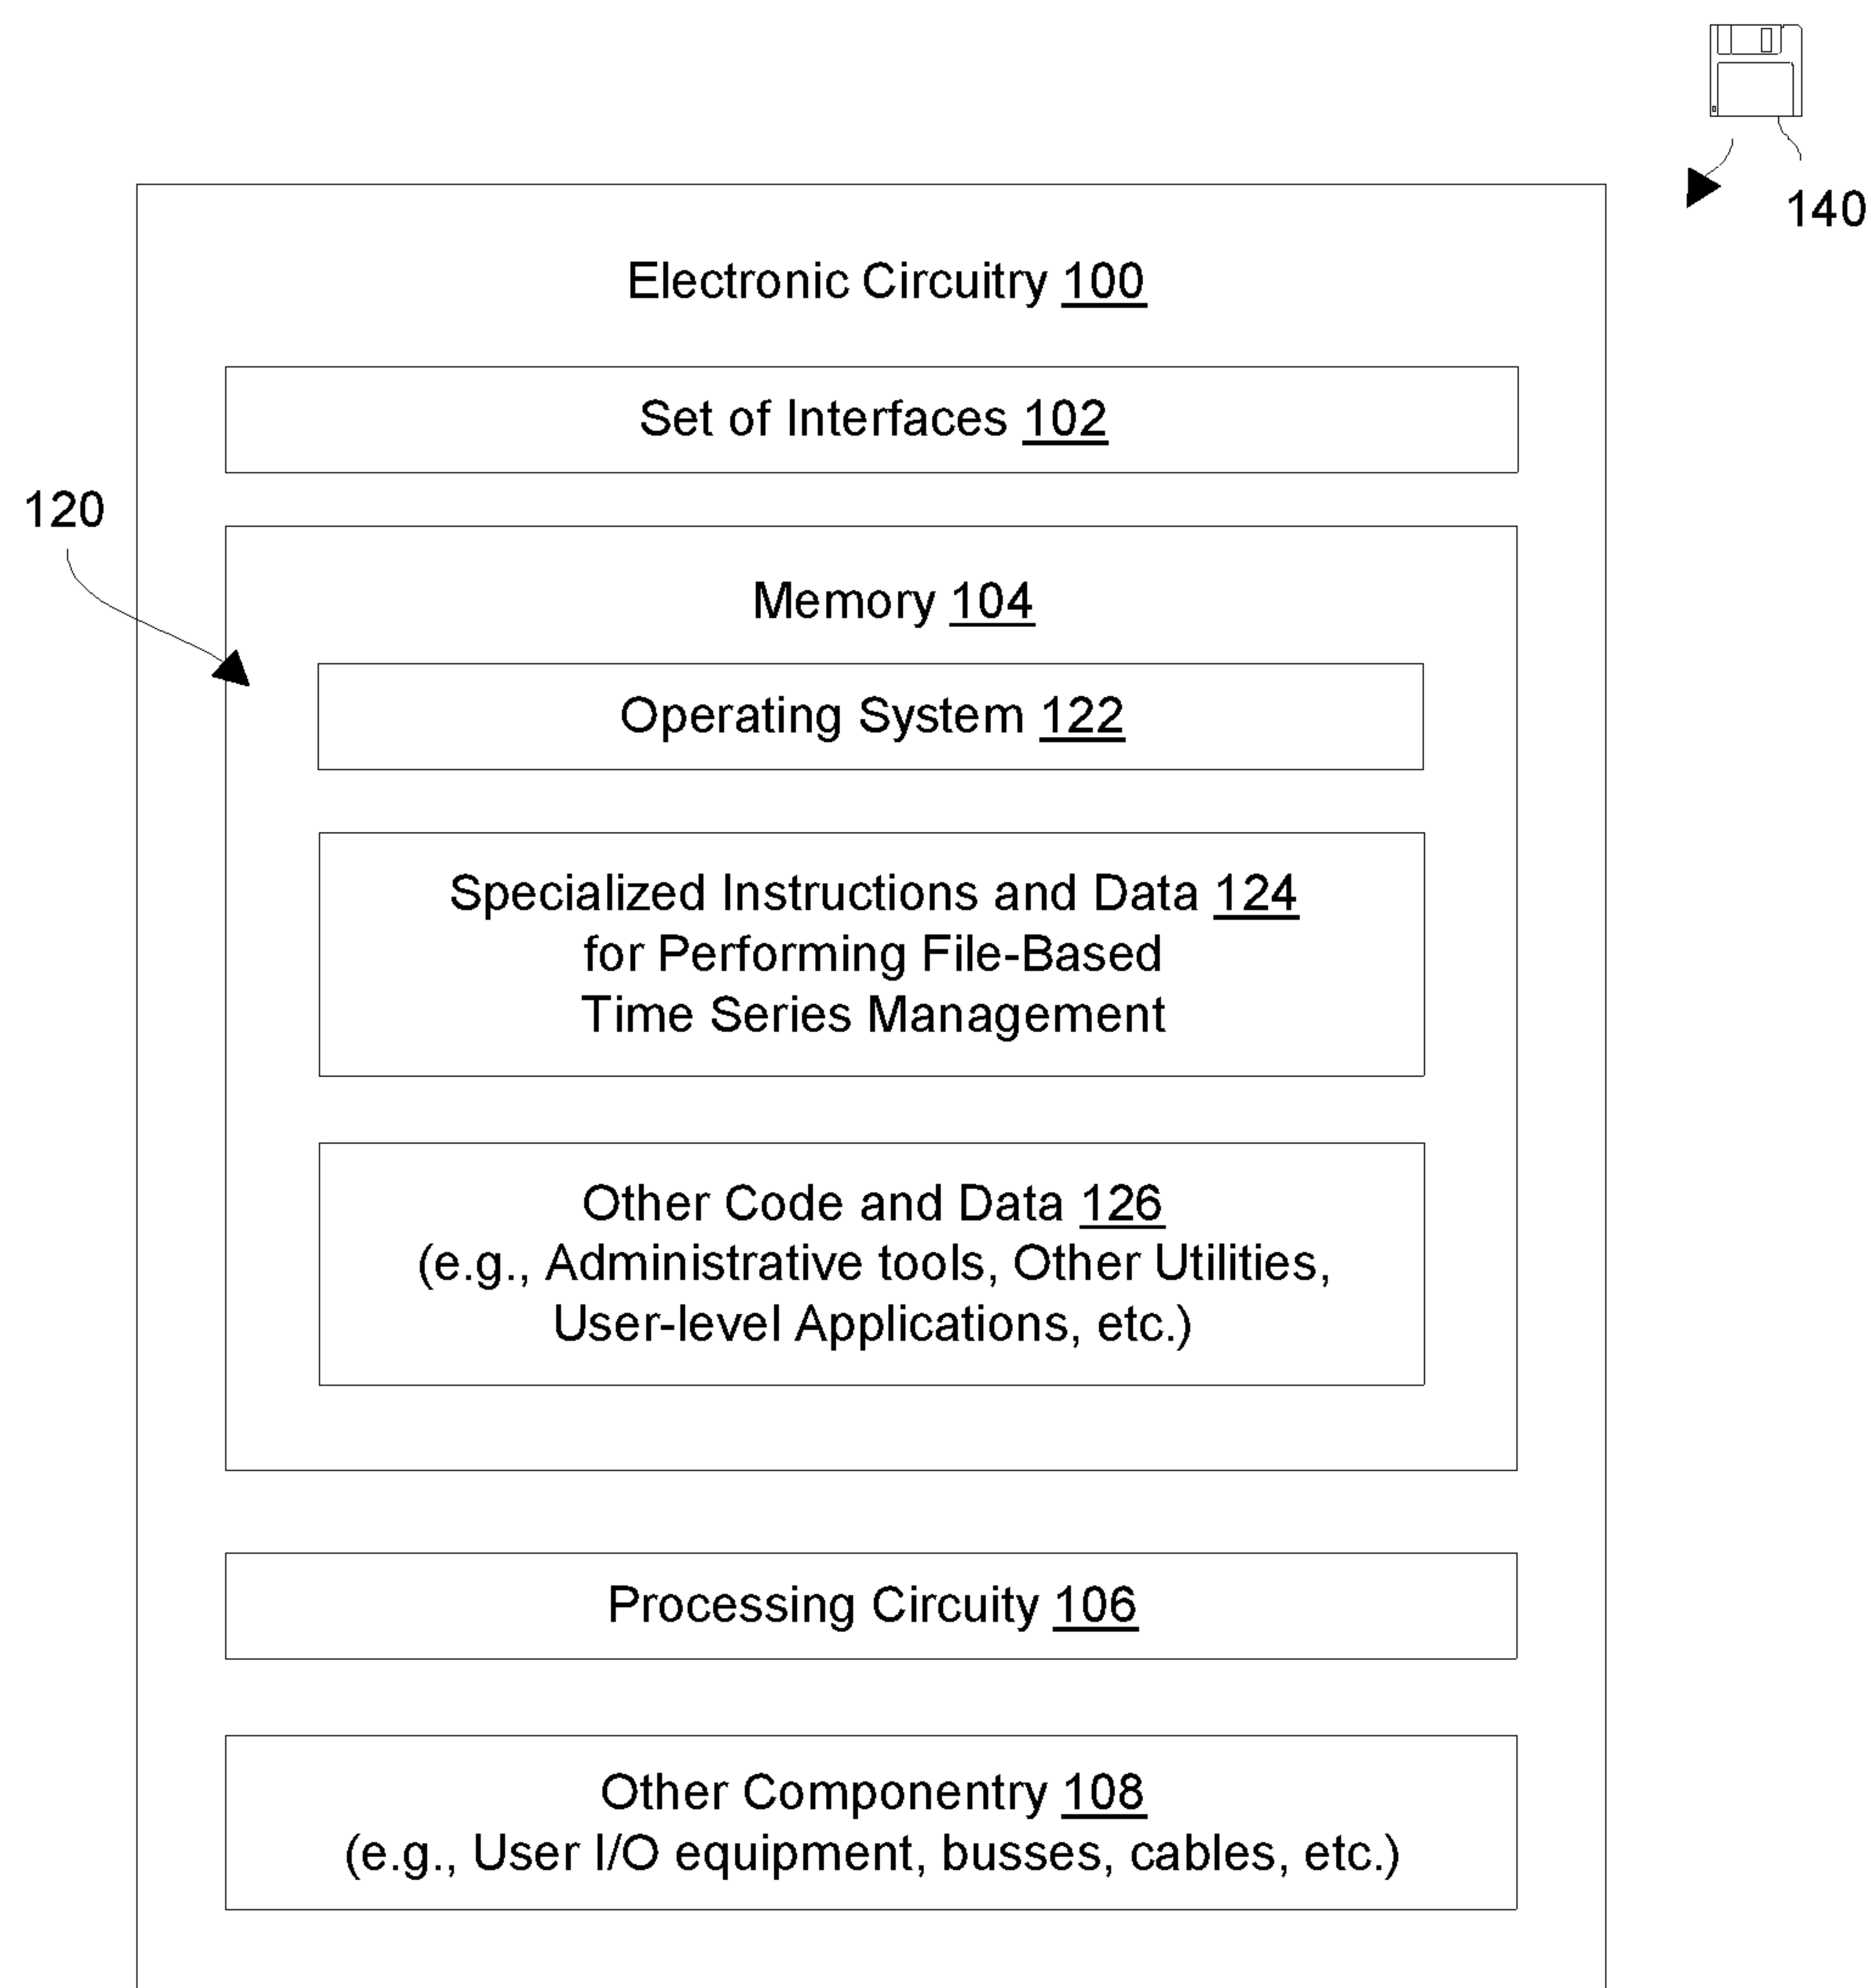 140
Electronic Circuitry 100
Set of Interfaces 102
120
Memory 104
Operating System 122
Specialized Instructions and Data 124
for Performing File-Based
Time Series Management
Other Code and Data 126
(e.g., Administrative tools, Other Utilities,
User-level Applications, etc.)
Processing Circuity 106
Other Componentry 108
(e.g., User I/O equipment, busses, cables, etc.)